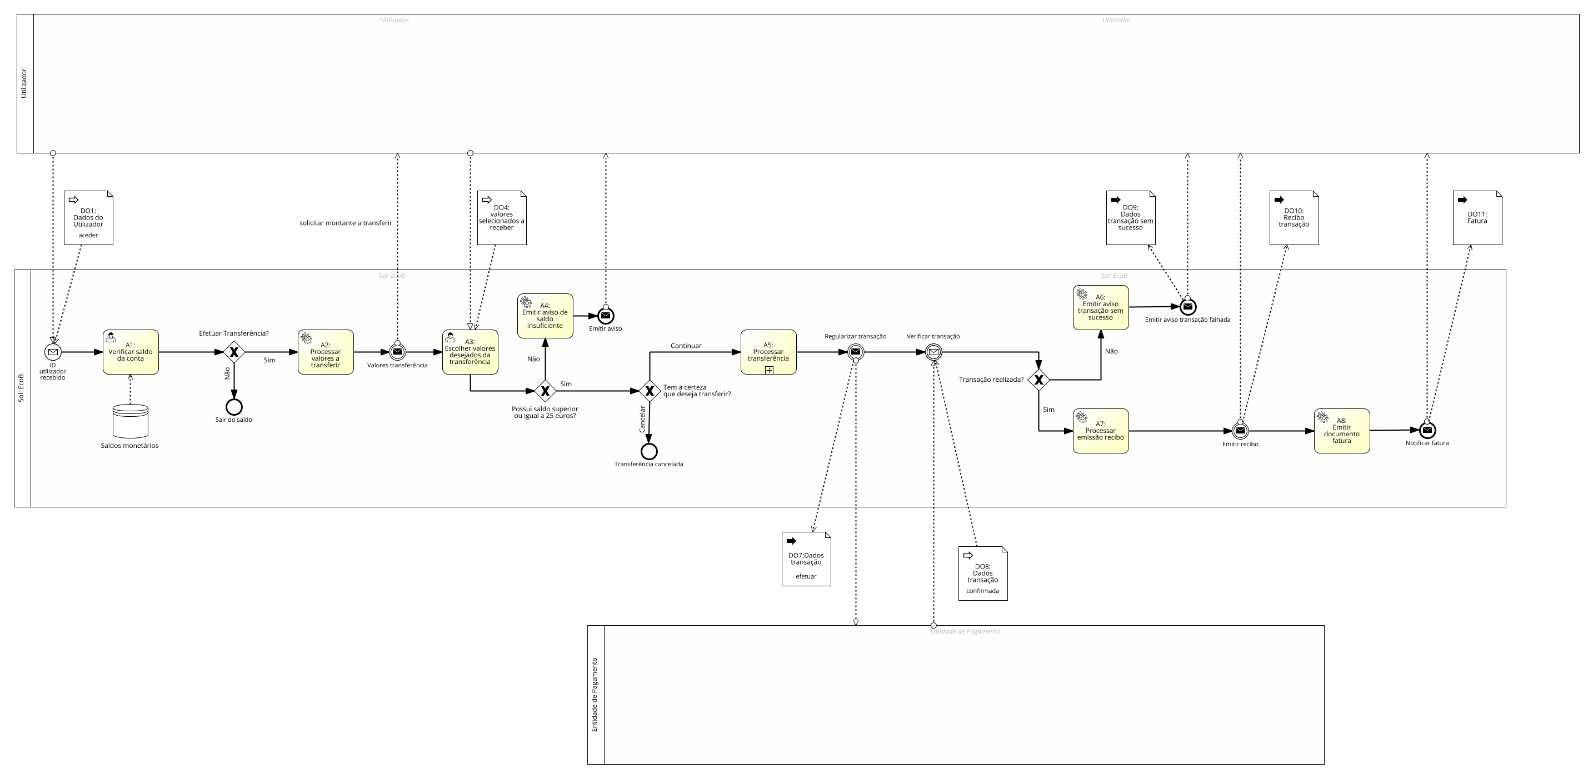 Utilizador
Utilizador
Utilizador
DO1:
Dados do
Utilizador
aceder
solicitar montante a transferir
DO4:
valores
selecionados a
receber
DO9:
Dados
transação sem
sucesso
DO10:
Recibo
transação
DO11:
Fatura
Sol: EcoB
Sol: EcoB
Sol: EcoB
ID
utilizador
recebido
A1:
Verificar saldo
da conta
Saldos monetários
Efetuar Transferência?
Sim
Não
Sair do saldo
A2:
Processar
valores a
transferir
Valores transferência
A3:
Escolher valores
desejados da
transferência
A4:
Emitir aviso de
saldo
insuficiente
Emitir aviso
Não
Sim
Possui saldo superior
ou igual a 25 euros?
Continuar
Tem a certeza
que deseja transferir?
Cancelar
Transferência cancelada
A5:
Processar
transferência
Regularizar transação
Verificar transação
Transação realizada?
Não
Sim
A6:
Emitir aviso
transação sem
sucesso
Emitir aviso transação falhada
A7:
Processar
emissão recibo
Emitir recibo
A8:
Emitir
documento
fatura
Notificar fatura
DO7:Dados
transação
efetuar
DO8:
Dados
transação
confirmada
Entidade de Pagamento
Entidade de Pagamento